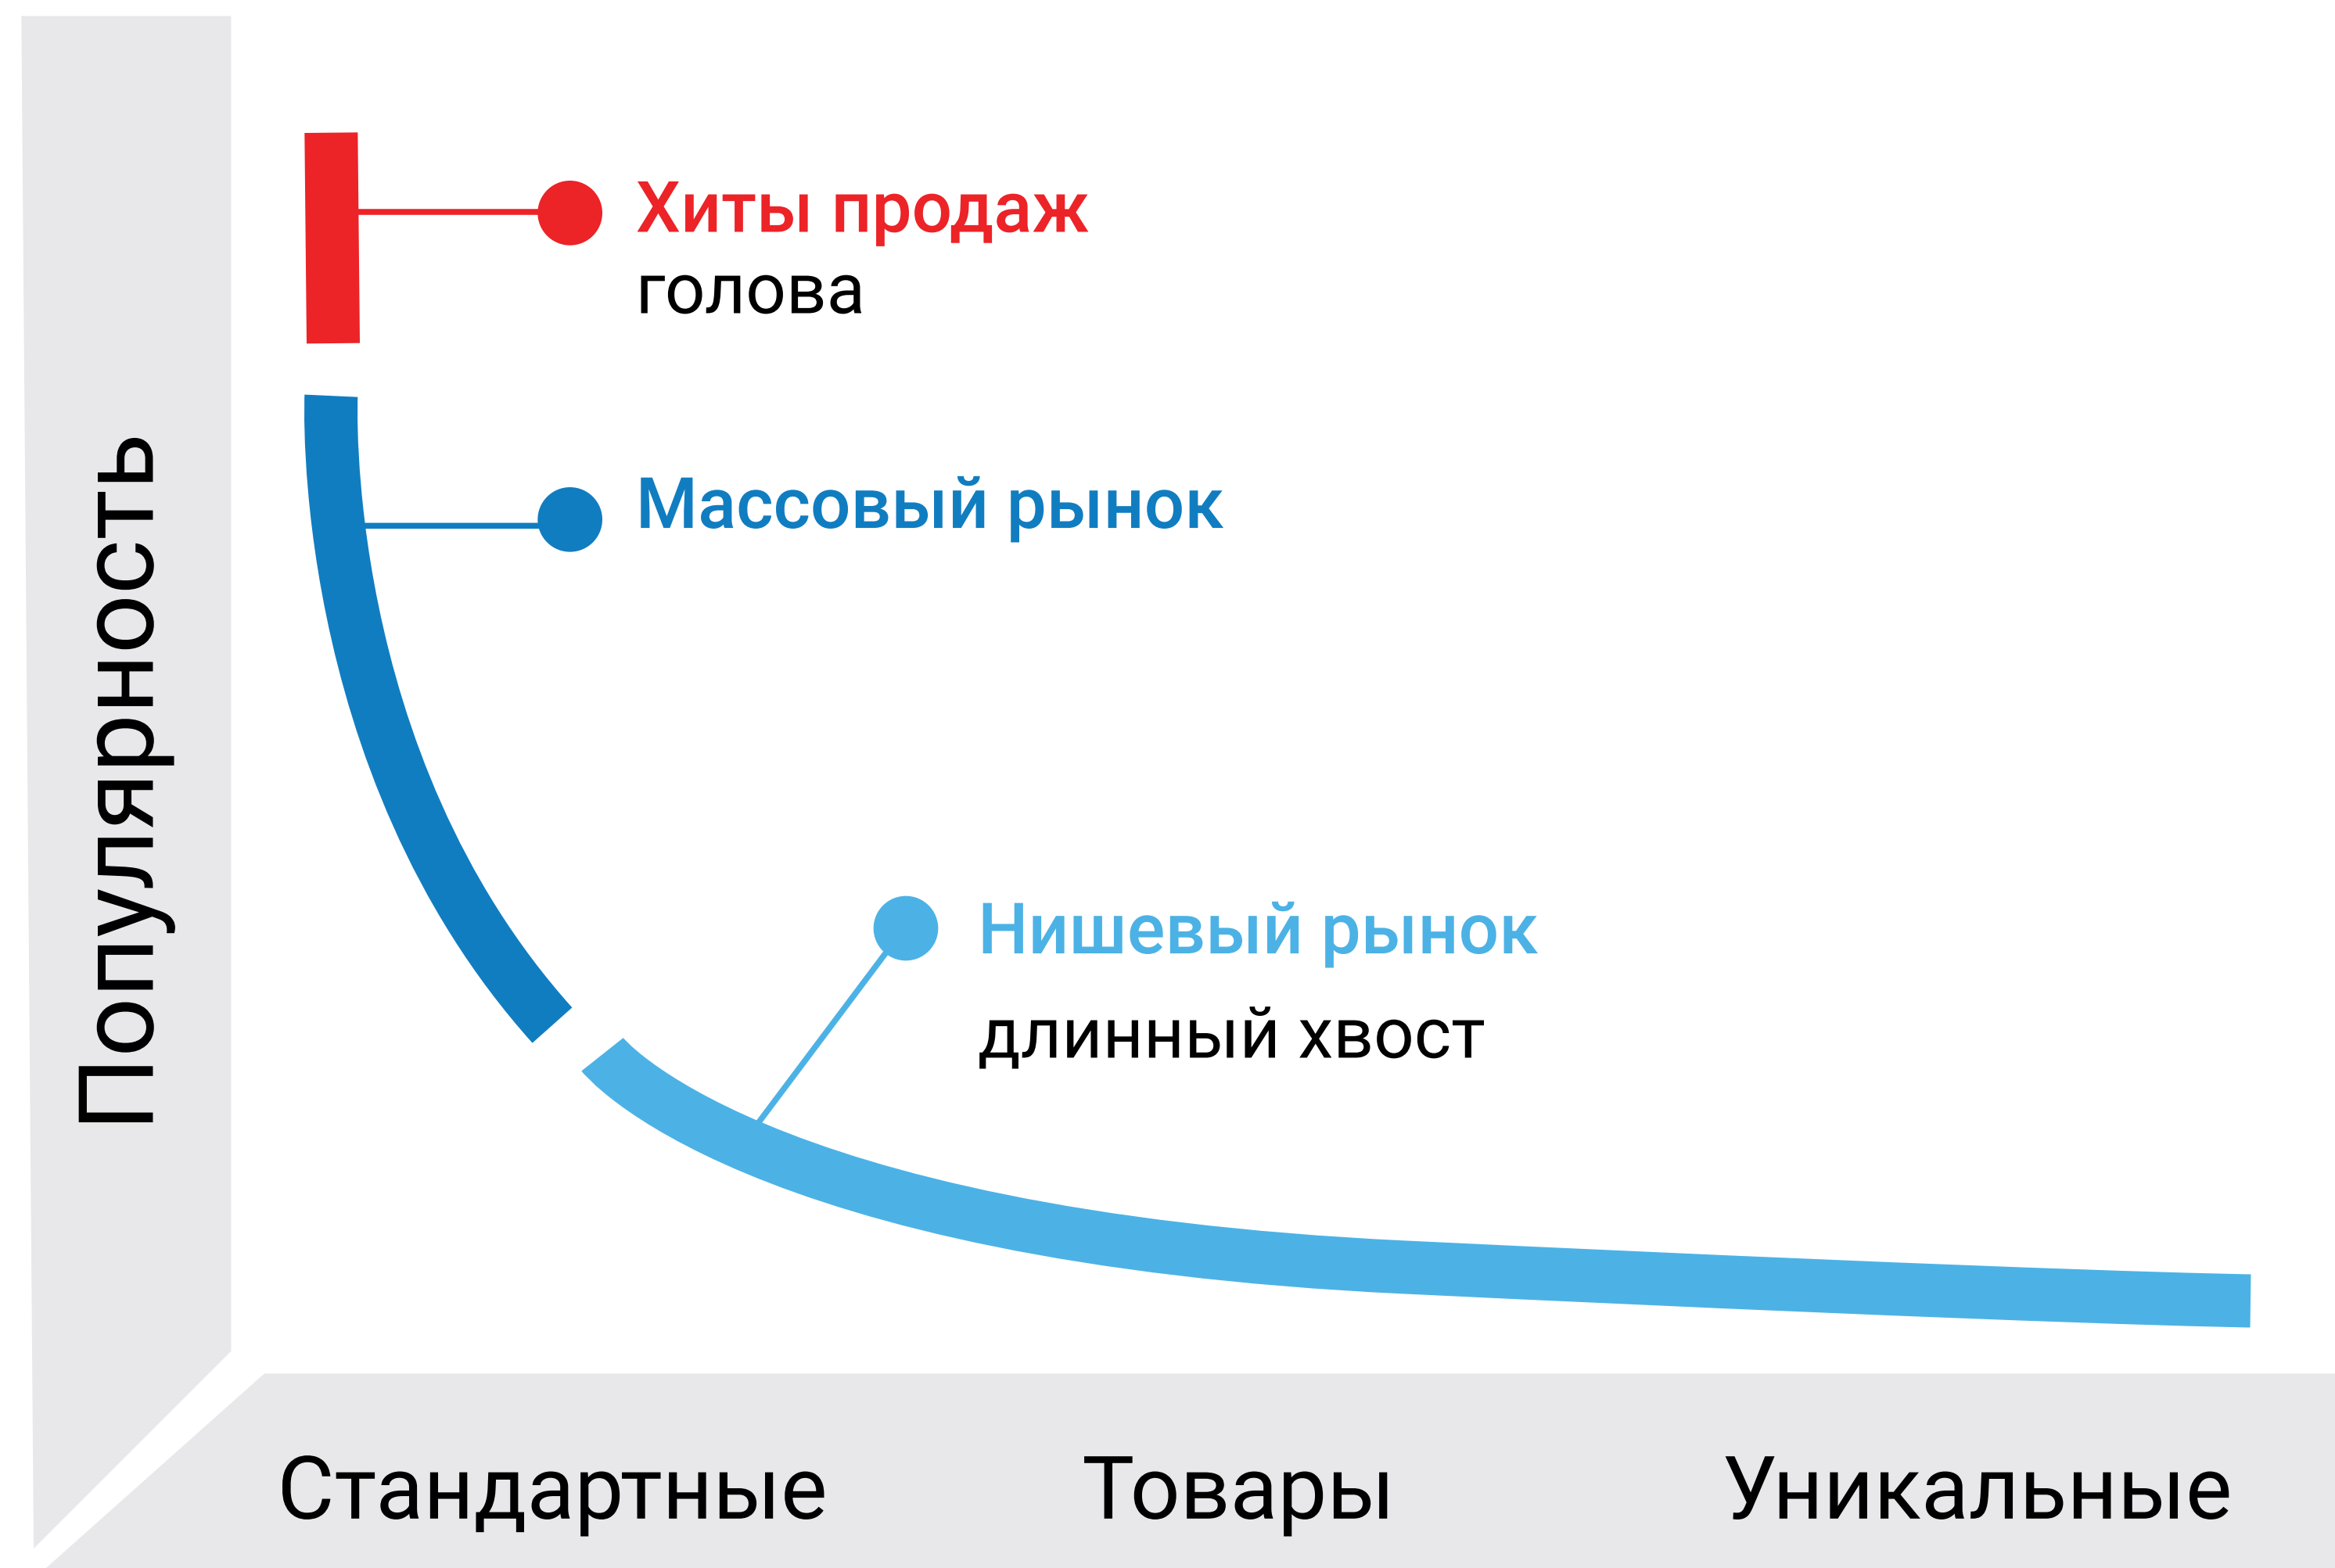 Популярность
Хиты продаж
голова
Массовый рынок
Нишевый рынок
длинный хвост
Стандартные Товары Уникальные